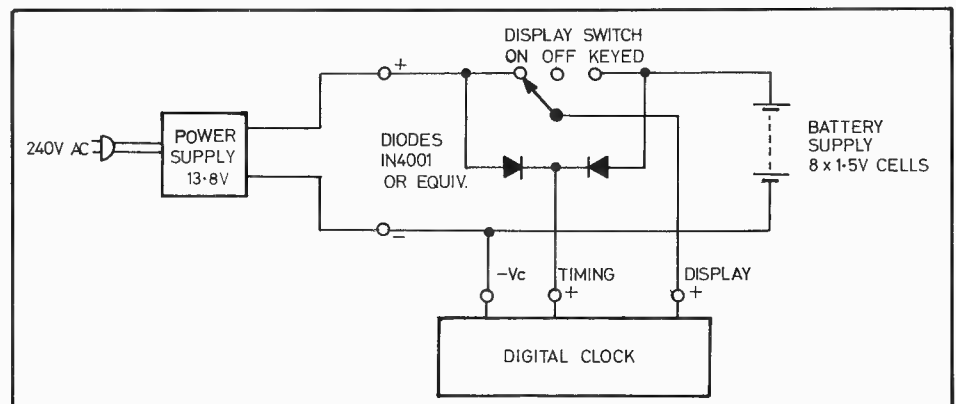 DISPLAY SWITCH
ON OFF KEYED
+
240V AC
POWER
SUPPLY
13·8V
DIODES
IN4001
OR EQUIV.
BATTERY
SUPPLY
8 x 1·5V CELLS
−
-Vc TIMING DISPLAY
+ +
DIGITAL CLOCK